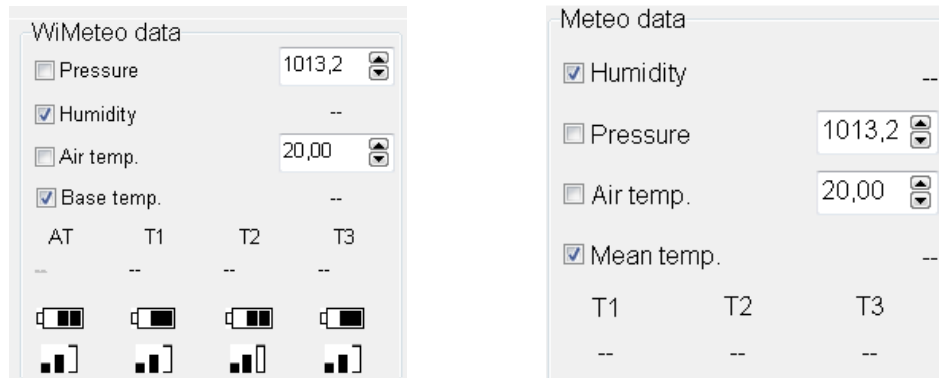 WiMeteo data
Pressure 1013,2
Humidity --
Air temp. 20,00
Base temp. --
AT T1 T2 T3
-- -- -- --
Meteo data
Humidity --
Pressure 1013,2
Air temp. 20,00
Mean temp. --
T1 T2 T3
-- -- --